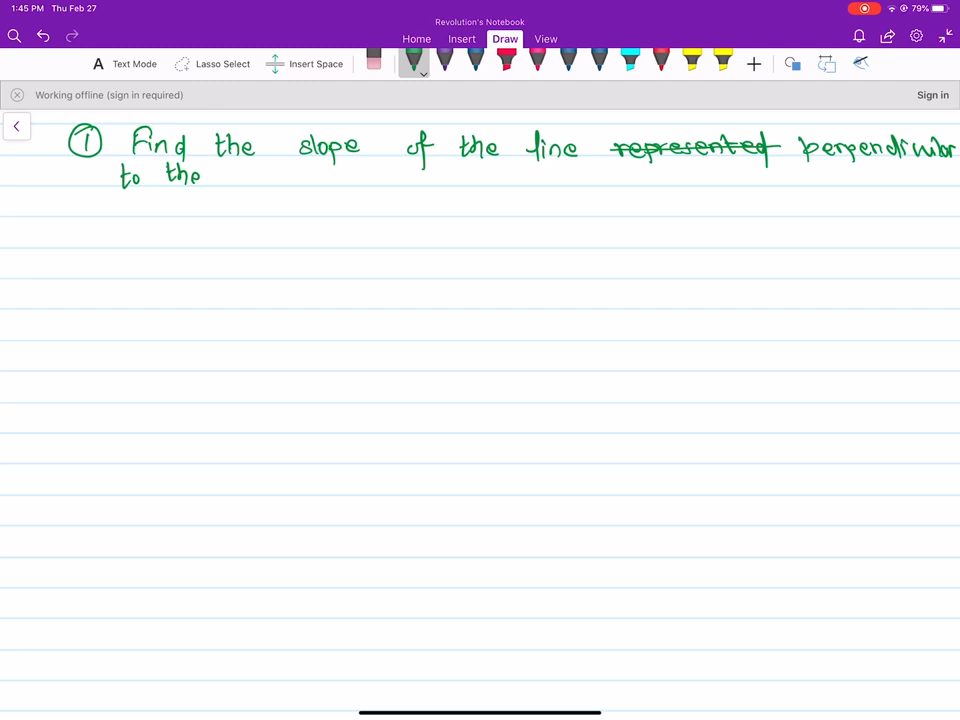 1:45 PM Thu Feb 27
79%
Revolution's Notebook
Home Insert Draw View
A Text Mode Lasso Select Insert Space
Working offline (sign in required) Sign in
① Find the slope of the line represented perpendicular
to the